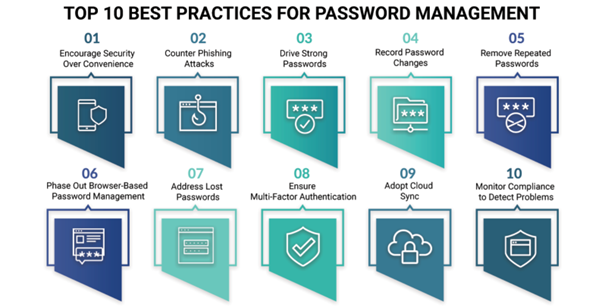 TOP 10 BEST PRACTICES FOR PASSWORD MANAGEMENT
01
Encourage Security
Over Convenience
02
Counter Phishing
Attacks
03
Drive Strong
Passwords
04
Record Password
Changes
05
Remove Repeated
Passwords
06
Phase Out Browser-Based
Password Management
07
Address Lost
Passwords
08
Ensure
Multi-Factor Authentication
09
Adopt Cloud
Sync
10
Monitor Compliance
to Detect Problems